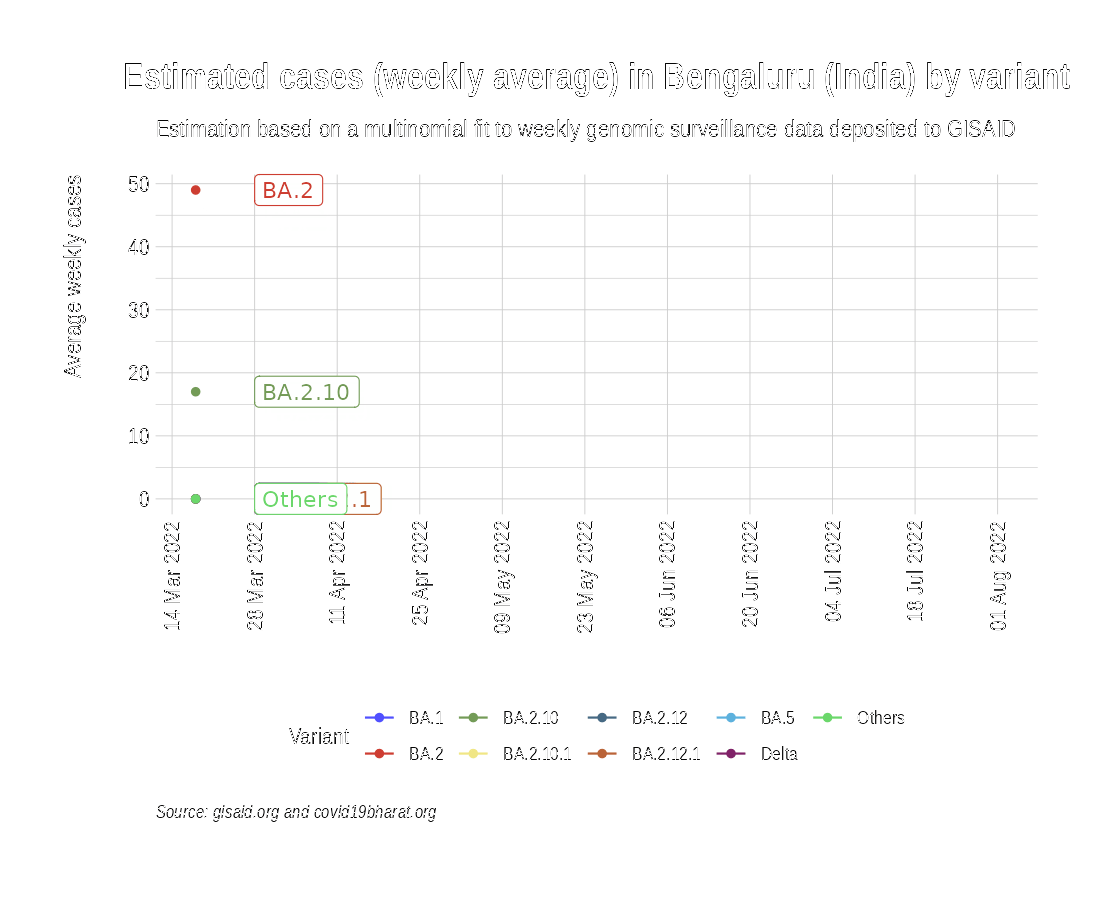 Estimated cases (weekly average) in Bengaluru (India) by variant
Estimation based on a multinomial fit to weekly genomic surveillance data deposited to GISAID
Average weekly cases
50
40
30
20
10
0
BA.2
BA.2.10
Others
.1
14 Mar 2022
28 Mar 2022
11 Apr 2022
25 Apr 2022
09 May 2022
23 May 2022
06 Jun 2022
20 Jun 2022
04 Jul 2022
18 Jul 2022
01 Aug 2022
Variant
BA.1 BA.2.10 BA.2.12 BA.5 Others
BA.2 BA.2.10.1 BA.2.12.1 Delta
Source: gisaid.org and covid19bharat.org